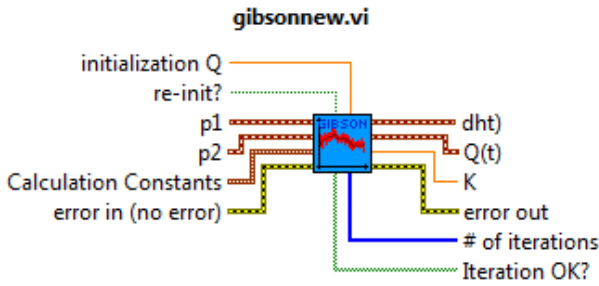 gibsonnew.vi
initialization Q
re-init?
p1
p2
Calculation Constants
error in (no error)
GIBSON
dht)
Q(t)
K
error out
# of iterations
Iteration OK?